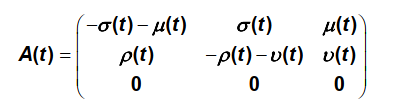 −σ(t) − μ(t) σ(t) μ(t)
A(t) = ρ(t) −ρ(t) − υ(t) υ(t)
0 0 0